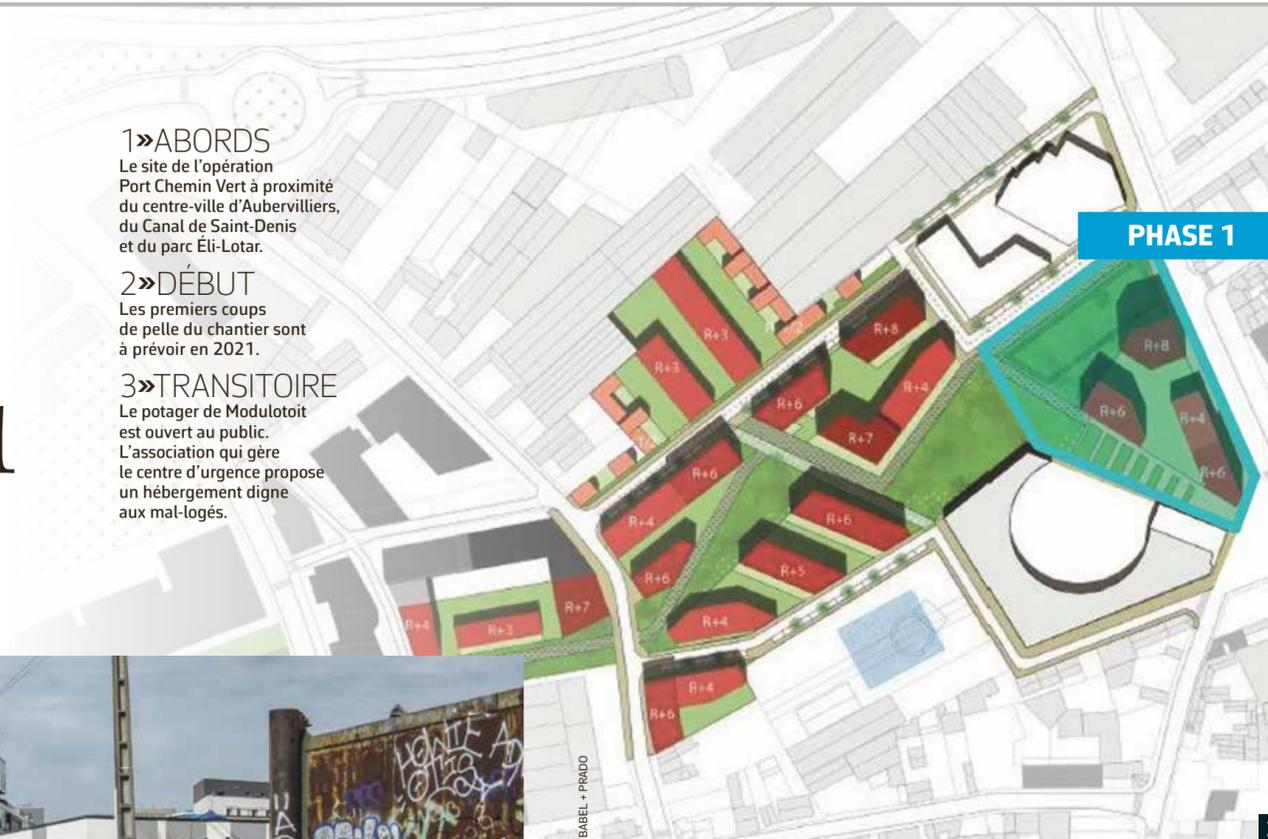 1»ABORDS
Le site de l'opération
Port Chemin Vert à proximité
du centre-ville d'Aubervilliers,
du Canal de Saint-Denis
et du parc Éli-Lotar.
2»DÉBUT
Les premiers coups
de pelle du chantier sont
à prévoir en 2021.
3»TRANSITOIRE
Le potager de Modulotoit
est ouvert au public.
L'association qui gère
le centre d'urgence propose
un hébergement digne
aux mal-logés.
PHASE 1
R+3
R+3
R+8
R+4
R+6
R+7
R+6
R+4
R+6
R+6
R+5
R+4
R+7
R+4
R+3
R+4
R+6
R+8
R+6
R+4
R+6
BABEL + PRADO